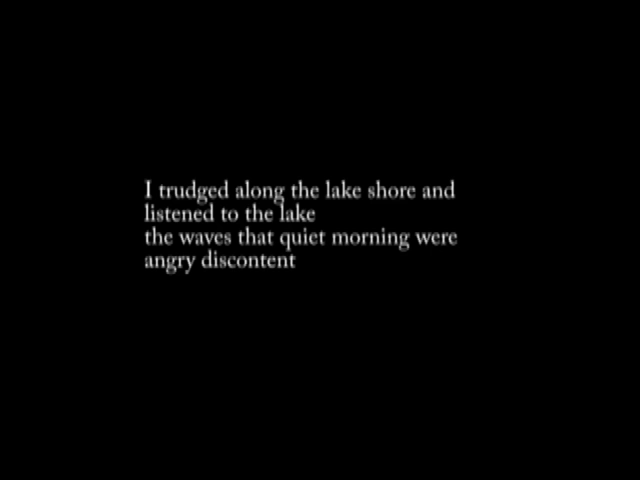 I trudged along the lake shore and
listened to the lake
the waves that quiet morning were
angry discontent